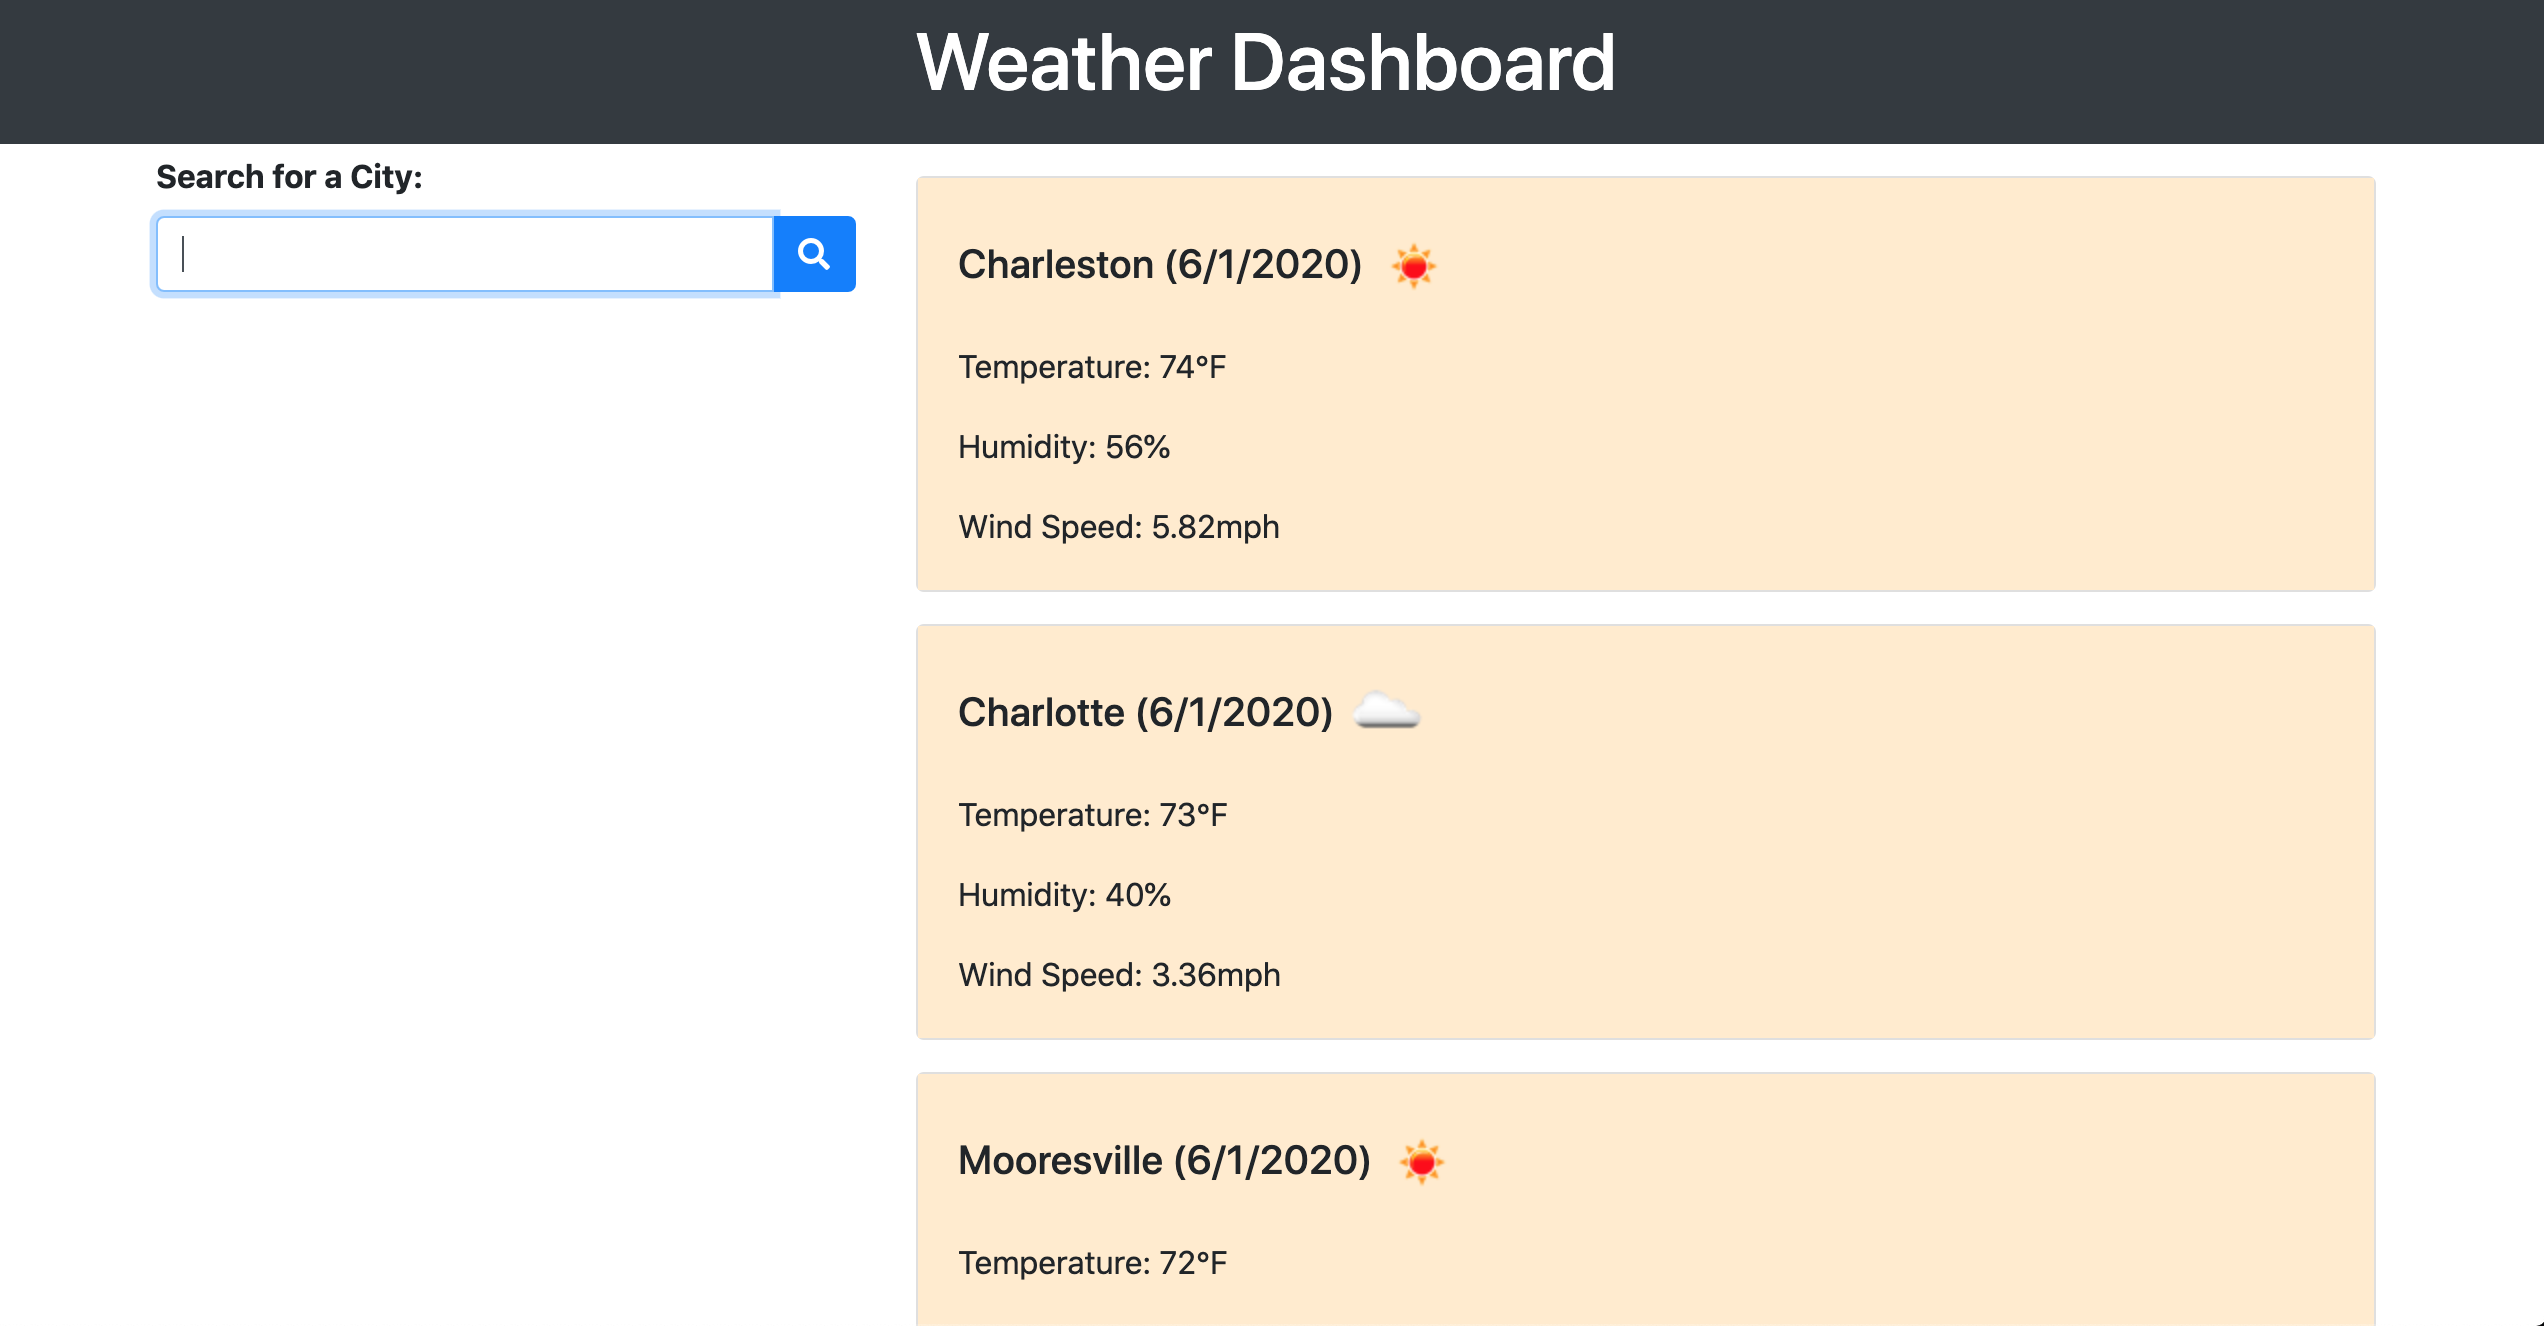 Weather Dashboard
Search for a City:
Charleston (6/1/2020)
Temperature: 74°F
Humidity: 56%
Wind Speed: 5.82mph
Charlotte (6/1/2020)
Temperature: 73°F
Humidity: 40%
Wind Speed: 3.36mph
Mooresville (6/1/2020)
Temperature: 72°F